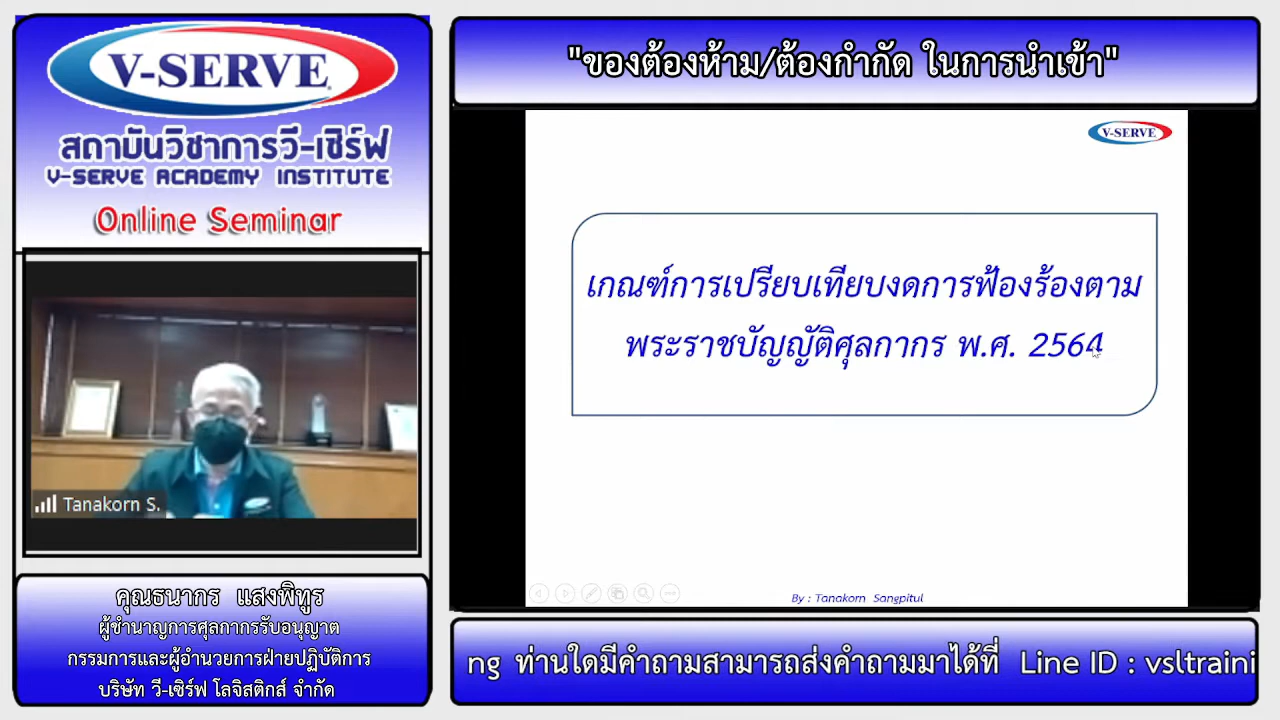 V-SERVE
สถาบันวิชาการวี-เซิร์ฟ
V-SERVE ACADEMY INSTITUTE
Online Seminar
Tanakorn S.
คุณธนากร แสงพิทูร
ผู้ชำนาญการศุลกากรรับอนุญาต
กรรมการและผู้อำนวยการฝ่ายปฏิบัติการ
บริษัท วี-เซิร์ฟ โลจิสติกส์ จำกัด
"ของต้องห้าม/ต้องกำกัด ในการนำเข้า"
V-SERVE
เกณฑ์การเปรียบเทียบงดการฟ้องร้องตาม
พระราชบัญญัติศุลกากร พ.ศ. 2564
By : Tanakorn Sangpitul
ng ท่านใดมีคำถามสามารถส่งคำถามมาได้ที่ Line ID : vsltraini